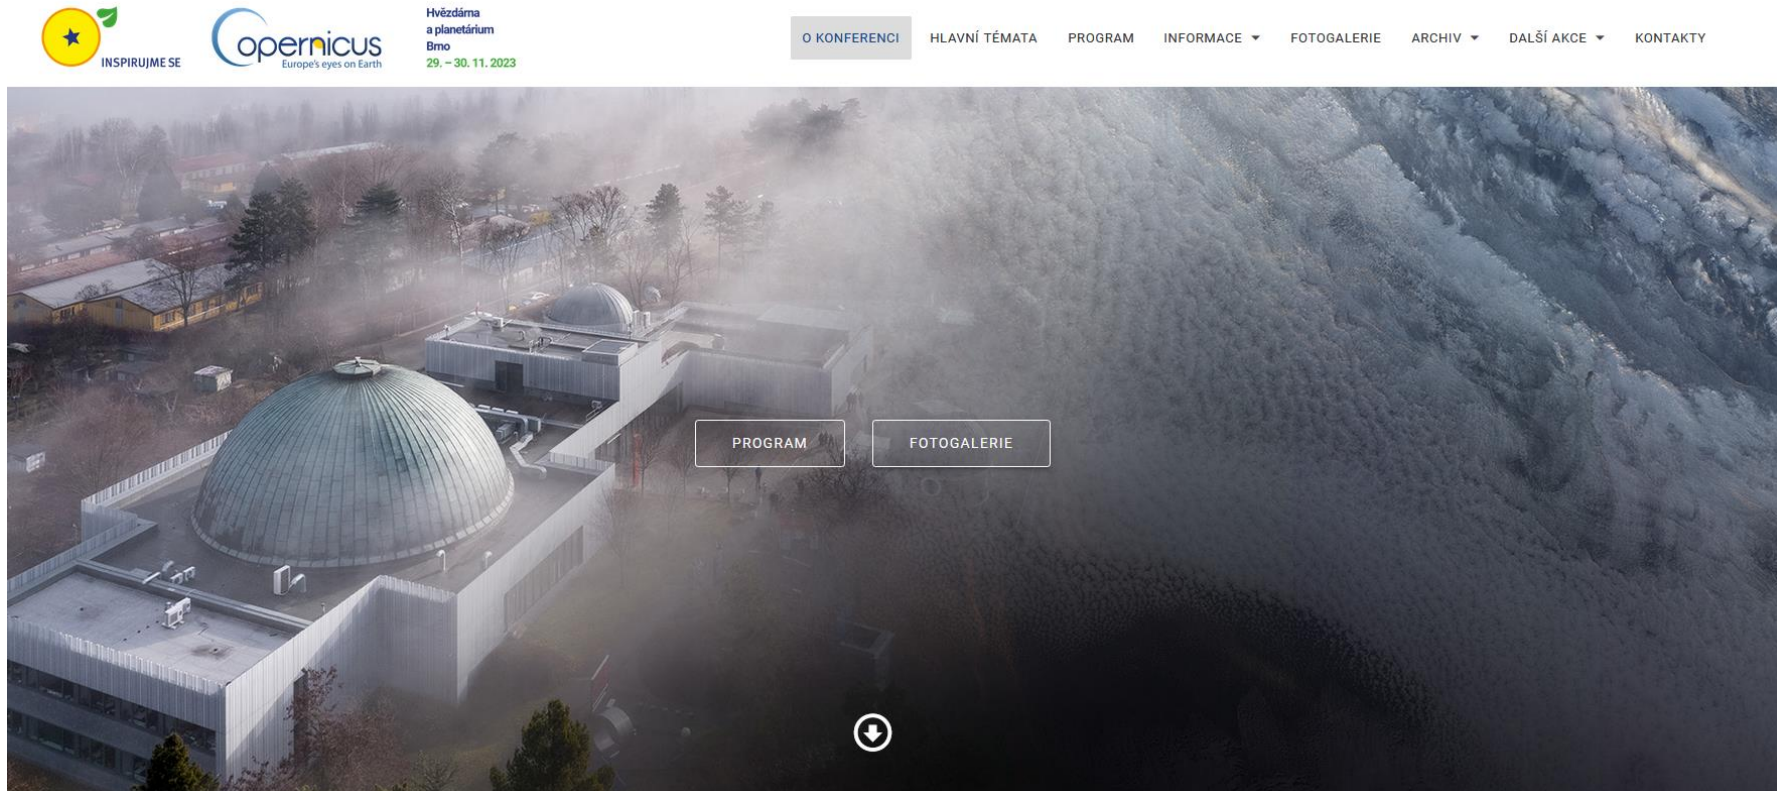 INSPIRUJME SE
opernicus
Europe's eyes on Earth
Hvězdárna
a planetárium
Brno
29. – 30. 11. 2023
O KONFERENCI HLAVNÍ TÉMATA PROGRAM INFORMACE FOTOGALERIE ARCHIV DALŠÍ AKCE KONTAKTY
PROGRAM FOTOGALERIE